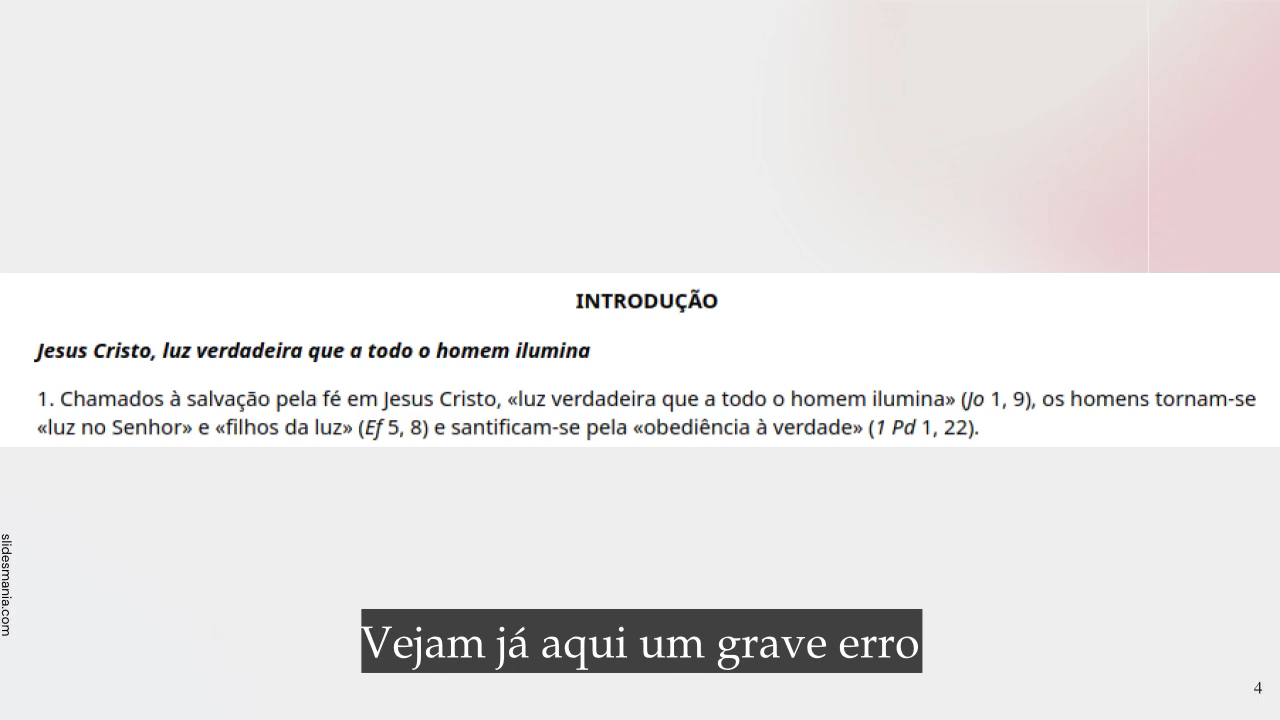 INTRODUÇÃO
Jesus Cristo, luz verdadeira que a todo o homem ilumina
1. Chamados à salvação pela fé em Jesus Cristo, «luz verdadeira que a todo o homem ilumina» (Jo 1, 9), os homens tornam-se
«luz no Senhor» e «filhos da luz» (Ef 5, 8) e santificam-se pela «obediência à verdade» (1 Pd 1, 22).
slidesmania.com
Vejam já aqui um grave erro
4